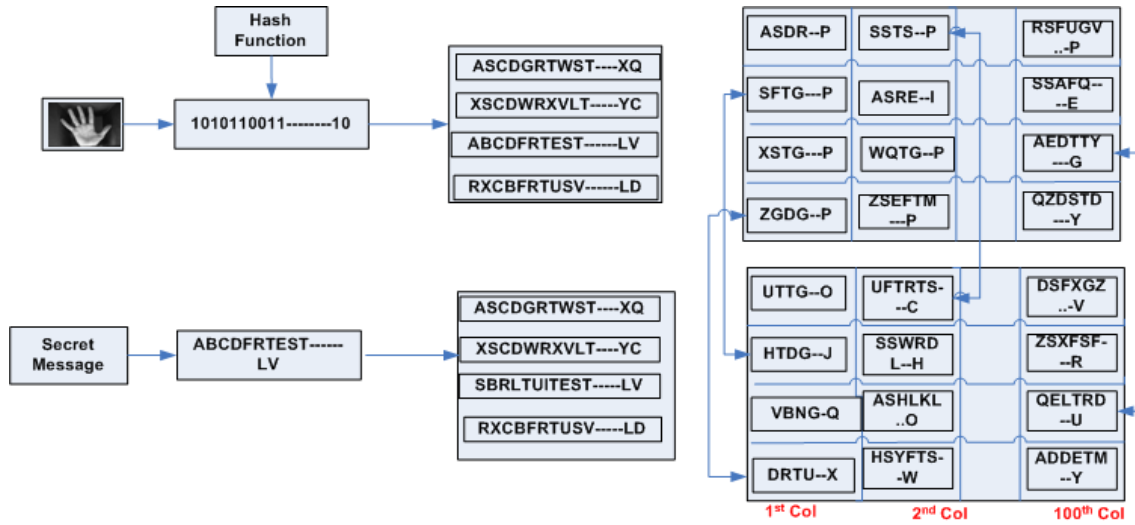 Hash
Function
1010110011--------10
ASCDGRTWST----XQ
XSCDWRXVLT-----YC
ABCDFRTEST------LV
RXCBFRTUSV------LD
Secret
Message
ABCDFRTEST------
LV
ASCDGRTWST----XQ
XSCDWRXVLT----YC
SBRLTUITEST-----LV
RXCBFRTUSV-----LD
ASDR--P
SSTS--P
RSFUGV
..-P
SFTG---P
ASRE--I
SSAFQ--
--E
XSTG---P
WQTG--P
AEDTTY
---G
ZGDG--P
ZSEFTM
---P
QZDSTD
---Y
UTTG--O
UFTRTS-
--C
DSFXGZ
..-V
HTDG--J
SSWRD
L--H
ZSXFSF-
--R
VBNG-Q
ASHLKL
..O
QELTRD
--U
DRTU--X
HSYFTS-
-W
ADDETM
--Y
1st Col
2nd Col
100th Col